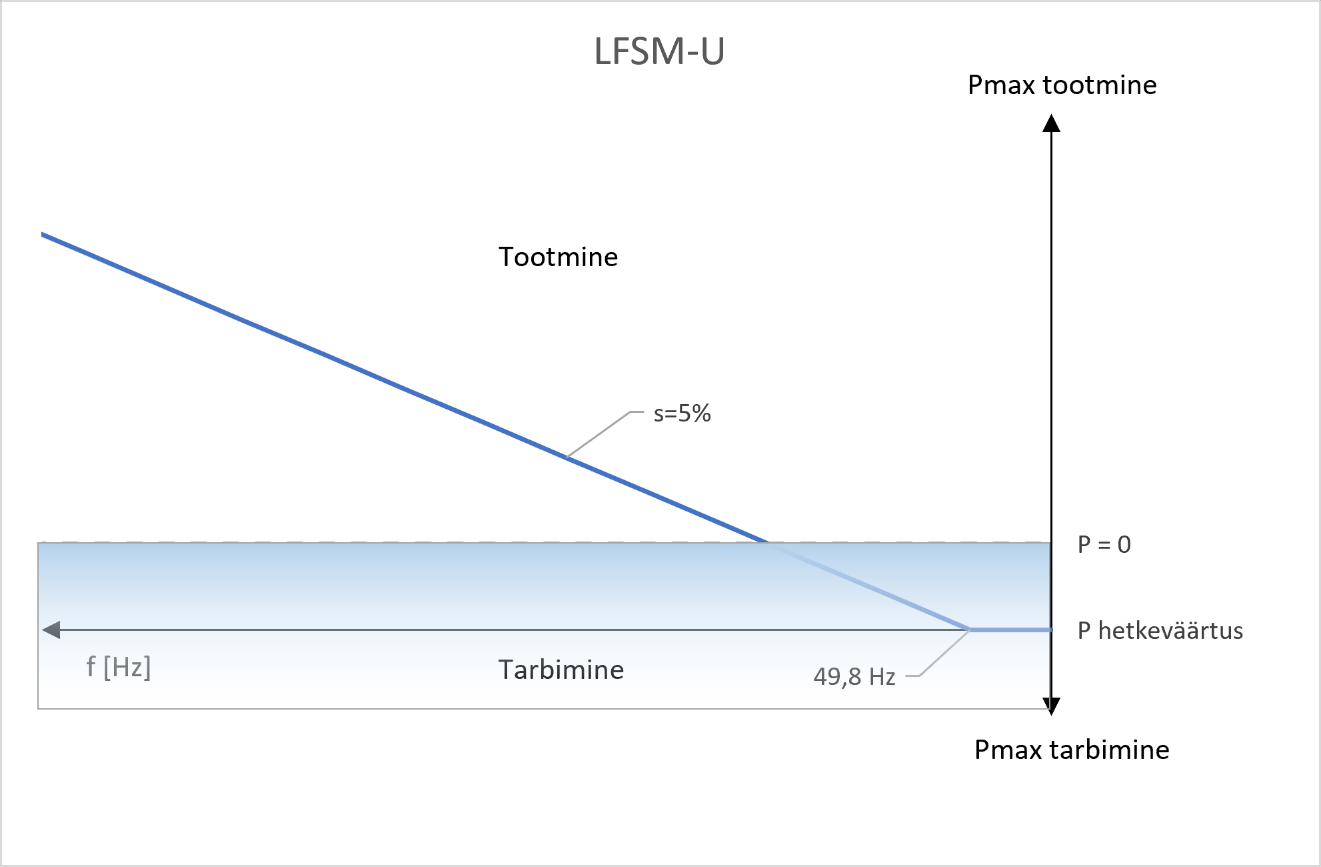 LFSM-U
Pmax tootmine
Tootmine
s=5%
P = 0
P hetkeväärtus
f [Hz]
Tarbimine
49,8 Hz
Pmax tarbimine